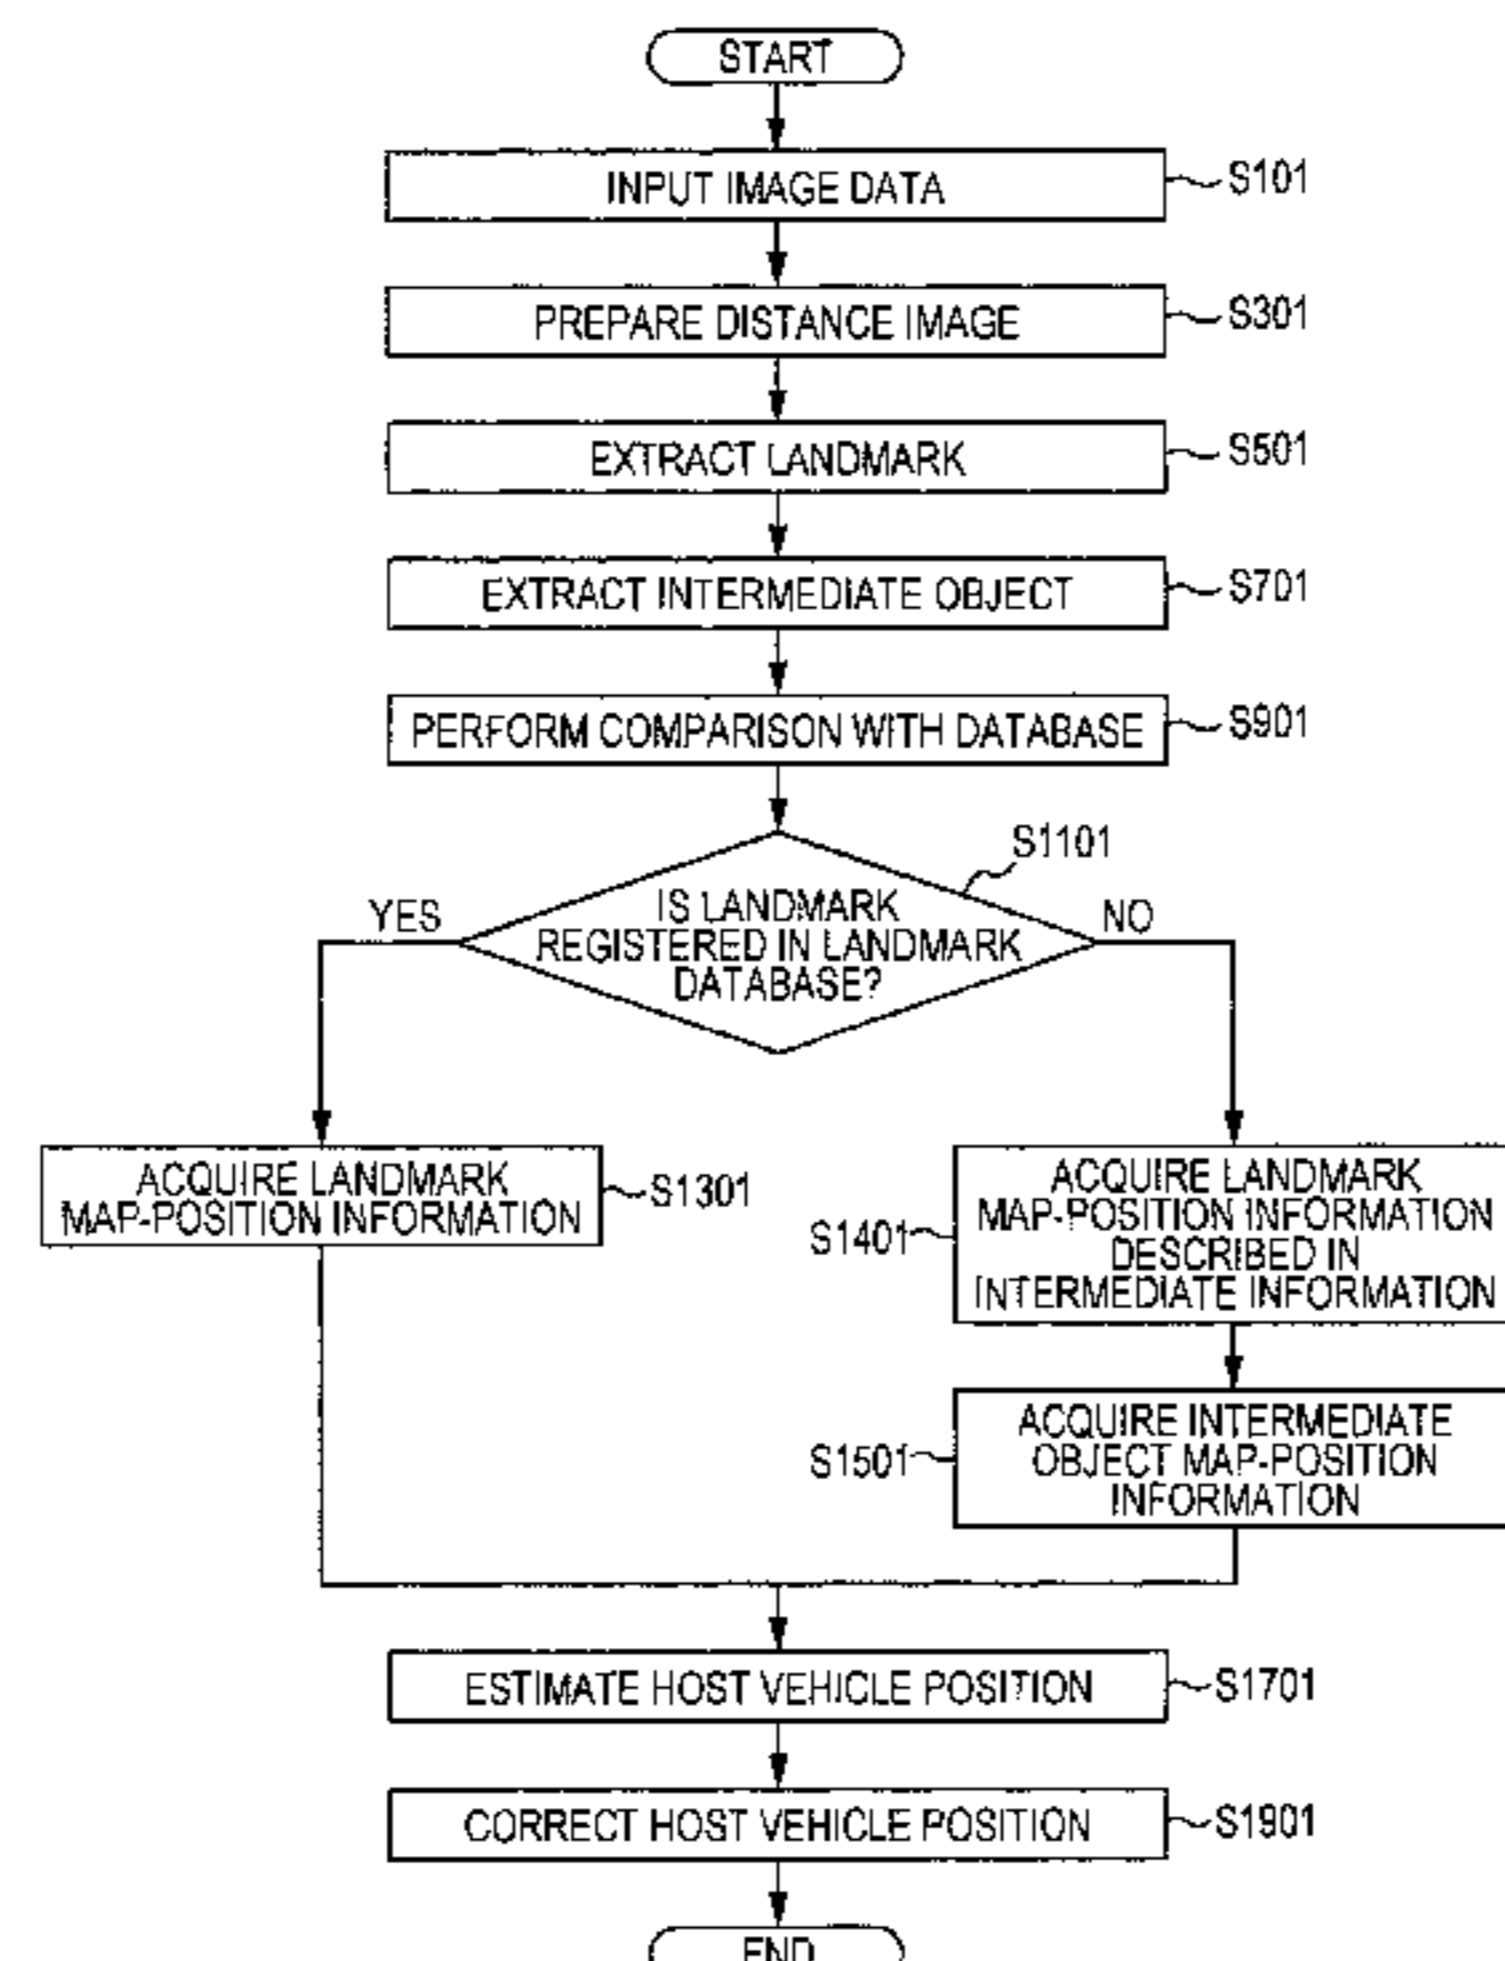 START
INPUT IMAGE DATA
S101
PREPARE DISTANCE IMAGE
S301
EXTRACT LANDMARK
S501
EXTRACT INTERMEDIATE OBJECT
S701
PERFORM COMPARISON WITH DATABASE
S901
S1101
YES
IS LANDMARK
REGISTERED IN LANDMARK
DATABASE?
NO
ACQUIRE LANDMARK
MAP-POSITION INFORMATION
S1301
S1401
ACQUIRE LANDMARK
MAP-POSITION INFORMATION
DESCRIBED IN
INTERMEDIATE INFORMATION
S1501
ACQUIRE INTERMEDIATE
OBJECT MAP-POSITION
INFORMATION
ESTIMATE HOST VEHICLE POSITION
S1701
CORRECT HOST VEHICLE POSITION
S1901
END